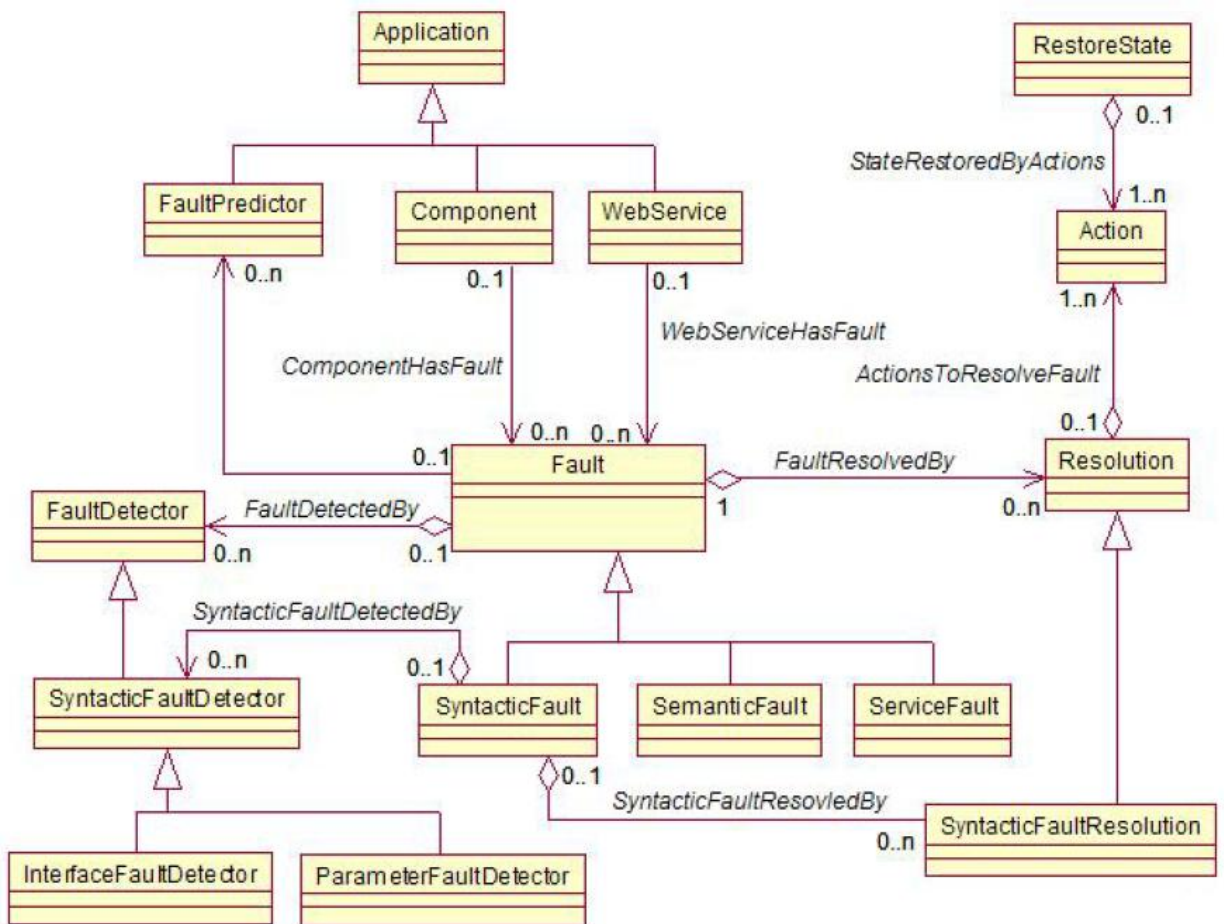 Application
RestoreState
0..1
StateRestoredByActions
1..n
FaultPredictor
Component
WebService
Action
0..n
0..1
0..1
1..n
WebServiceHasFault
ComponentHasFault
ActionsToResolveFault
0..n
0..n
0..1
0..1
Fault
FaultResolvedBy
Resolution
1
0..n
FaultDetector
FaultDetectedBy
0..n
0..1
SyntacticFaultDetectedBy
0..n
0..1
SyntacticFaultDetector
SyntacticFault
SemanticFault
ServiceFault
0..1
SyntacticFaultResovledBy
0..n
SyntacticFaultResolution
InterfaceFaultDetector
ParameterFaultDetector